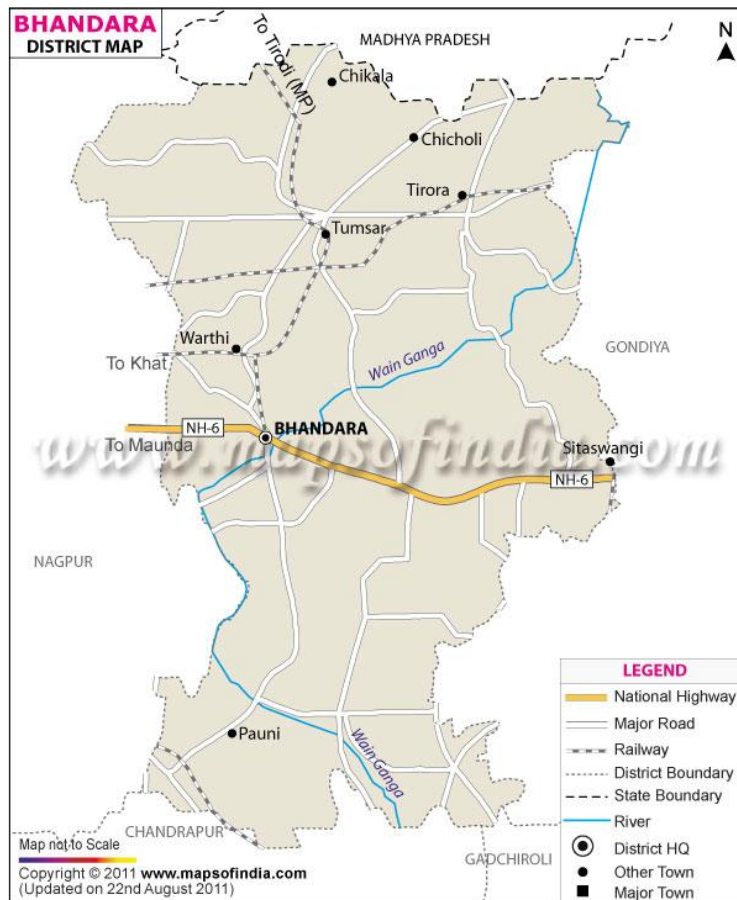 BHANDARA
DISTRICT MAP
MADHYA PRADESH
N
To Tirodi (MP)
Chikala
Chicholi
Tirora
Tumsar
Warthi
To Khat
Wain Ganga
GONDIYA
NH-6
BHANDARA
To Maunda
www.mapsofindia.com
Sitaswangi
NH-6
NAGPUR
Pauni
Wain Ganga
CHANDRAPUR
GADCHIROLI
LEGEND
National Highway
Major Road
Railway
District Boundary
State Boundary
River
District HQ
Other Town
Major Town
Map not to Scale
Copyright © 2011 www.mapsofindia.com
(Updated on 22nd August 2011)